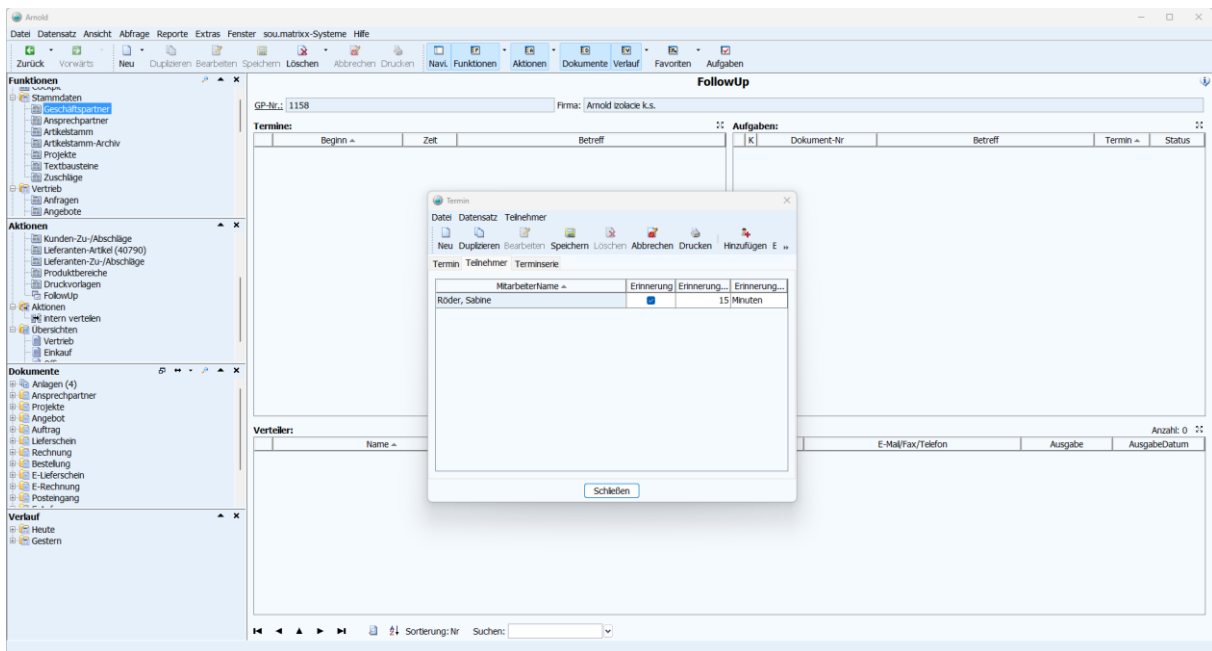 Arnold
Datei Datensatz Ansicht Abfrage Reporte Extras Fenster sou.matrixx-Systeme Hilfe
Zurück Vorwärts Neu Duplizieren Bearbeiten Speichern Löschen Abbrechen Drucken Navi. Funktionen Aktionen Dokumente Verlauf Favoriten Aufgaben
Funktionen
Stammdaten
Geschäftspartner
Ansprechpartner
Artikelstamm
Artikelstamm-Archiv
Projekte
Textbausteine
Zuschläge
Vertrieb
Anfragen
Angebote
Aktionen
Kunden-Zu-/Abschläge
Lieferanten-Artikel (40790)
Lieferanten-Zu-/Abschläge
Produktbereiche
Druckvorlagen
FollowUp
Aktionen
intern verteilen
Übersichten
Vertrieb
Einkauf
Dokumente
Anlagen (4)
Ansprechpartner
Projekte
Angebot
Auftrag
Lieferschein
Rechnung
Bestellung
E-Lieferschein
E-Rechnung
Posteingang
Verlauf
Heute
Gestern
FollowUp
GP-Nr.: 1158 Firma: Arnold izolacie k.s.
Termine: Aufgaben:
Beginn Zeit Betreff K Dokument-Nr Betreff Termin Status
Termin
Datei Datensatz Teilnehmer
Neu Duplizieren Bearbeiten Speichern Löschen Abbrechen Drucken Hinzufügen E »
Termin Teilnehmer Terminserie
MitarbeiterName Erinnerung Erinnerung... Erinnerung...
Röder, Sabine 15 Minuten
Schließen
Verteiler: Anzahl: 0
Name E-Mail/Fax/Telefon Ausgabe AusgabeDatum
Sortierung: Nr Suchen: